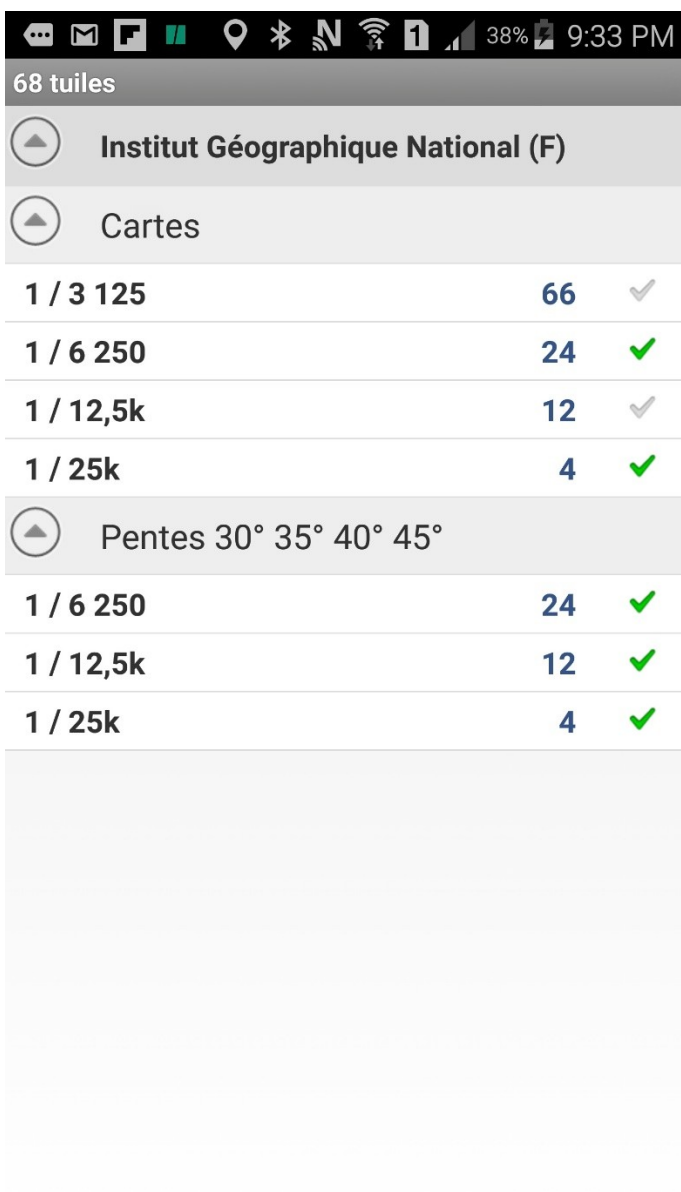 38% 9:33 PM
68 tuiles
Institut Géographique National (F)
Cartes
1 / 3 125 66
1 / 6 250 24
1 / 12,5k 12
1 / 25k 4
Pentes 30° 35° 40° 45°
1 / 6 250 24
1 / 12,5k 12
1 / 25k 4